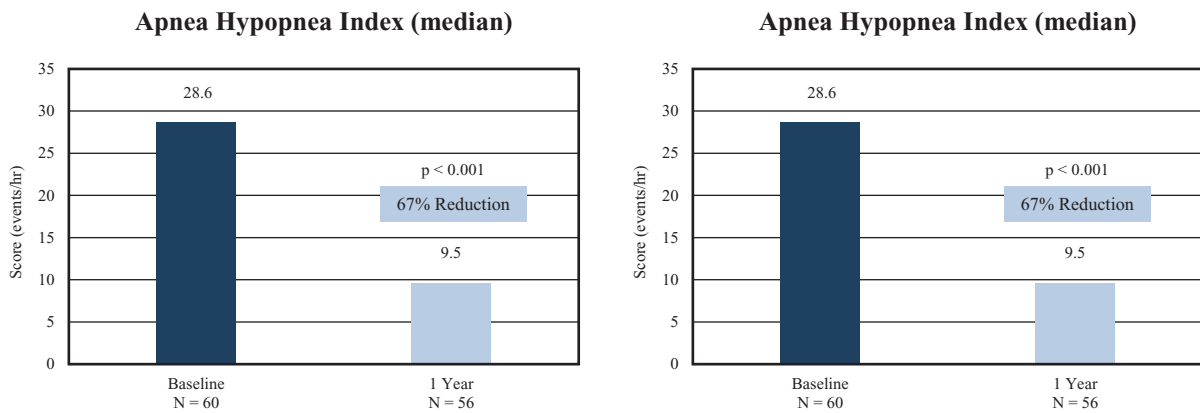 Apnea Hypopnea Index (median)
Score (events/hr)
35
30
25
20
15
10
5
0
28.6
p < 0.001
67% Reduction
9.5
Baseline
N = 60
1 Year
N = 56
Apnea Hypopnea Index (median)
Score (events/hr)
35
30
25
20
15
10
5
0
28.6
p < 0.001
67% Reduction
9.5
Baseline
N = 60
1 Year
N = 56